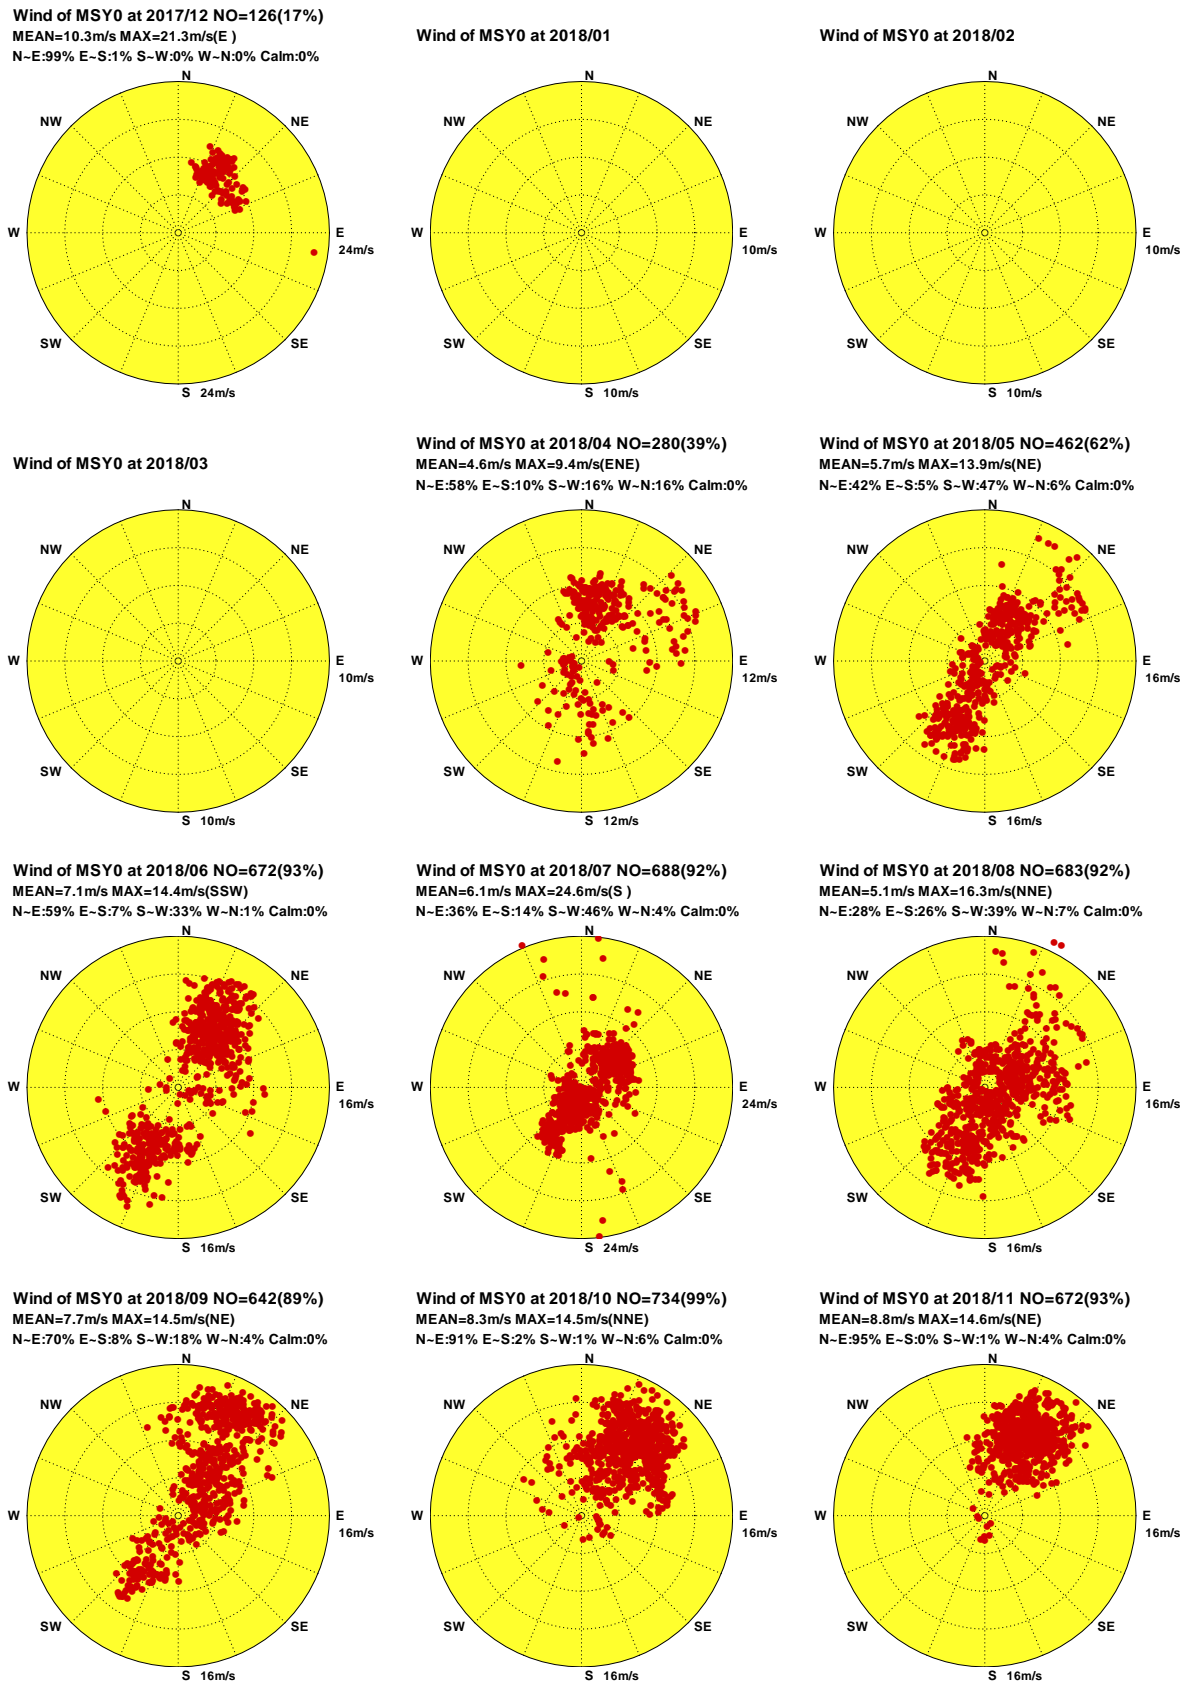 Wind of MSY0 at 2017/12 NO=126(17%)
MEAN=10.3m/s MAX=21.3m/s(E )
N~E:99% E~S:1% S~W:0% W~N:0% Calm:0%
N
NW NE
W E
24m/s
SW SE
S 24m/s
Wind of MSY0 at 2018/01
N
NW NE
W E
10m/s
SW SE
S 10m/s
Wind of MSY0 at 2018/02
N
NW NE
W E
10m/s
SW SE
S 10m/s
Wind of MSY0 at 2018/03
N
NW NE
W E
10m/s
SW SE
S 10m/s
Wind of MSY0 at 2018/04 NO=280(39%)
MEAN=4.6m/s MAX=9.4m/s(ENE)
N~E:58% E~S:10% S~W:16% W~N:16% Calm:0%
N
NW NE
W E
12m/s
SW SE
S 12m/s
Wind of MSY0 at 2018/05 NO=462(62%)
MEAN=5.7m/s MAX=13.9m/s(NE)
N~E:42% E~S:5% S~W:47% W~N:6% Calm:0%
N
NW NE
W E
16m/s
SW SE
S 16m/s
Wind of MSY0 at 2018/06 NO=672(93%)
MEAN=7.1m/s MAX=14.4m/s(SSW)
N~E:59% E~S:7% S~W:33% W~N:1% Calm:0%
N
NW NE
W E
16m/s
SW SE
S 16m/s
Wind of MSY0 at 2018/07 NO=688(92%)
MEAN=6.1m/s MAX=24.6m/s(S )
N~E:36% E~S:14% S~W:46% W~N:4% Calm:0%
N
NW NE
W E
24m/s
SW SE
S 24m/s
Wind of MSY0 at 2018/08 NO=683(92%)
MEAN=5.1m/s MAX=16.3m/s(NNE)
N~E:28% E~S:26% S~W:39% W~N:7% Calm:0%
N
NW NE
W E
16m/s
SW SE
S 16m/s
Wind of MSY0 at 2018/09 NO=642(89%)
MEAN=7.7m/s MAX=14.5m/s(NE)
N~E:70% E~S:8% S~W:18% W~N:4% Calm:0%
N
NW NE
W E
16m/s
SW SE
S 16m/s
Wind of MSY0 at 2018/10 NO=734(99%)
MEAN=8.3m/s MAX=14.5m/s(NNE)
N~E:91% E~S:2% S~W:1% W~N:6% Calm:0%
N
NW NE
W E
16m/s
SW SE
S 16m/s
Wind of MSY0 at 2018/11 NO=672(93%)
MEAN=8.8m/s MAX=14.6m/s(NE)
N~E:95% E~S:0% S~W:1% W~N:4% Calm:0%
N
NW NE
W E
16m/s
SW SE
S 16m/s